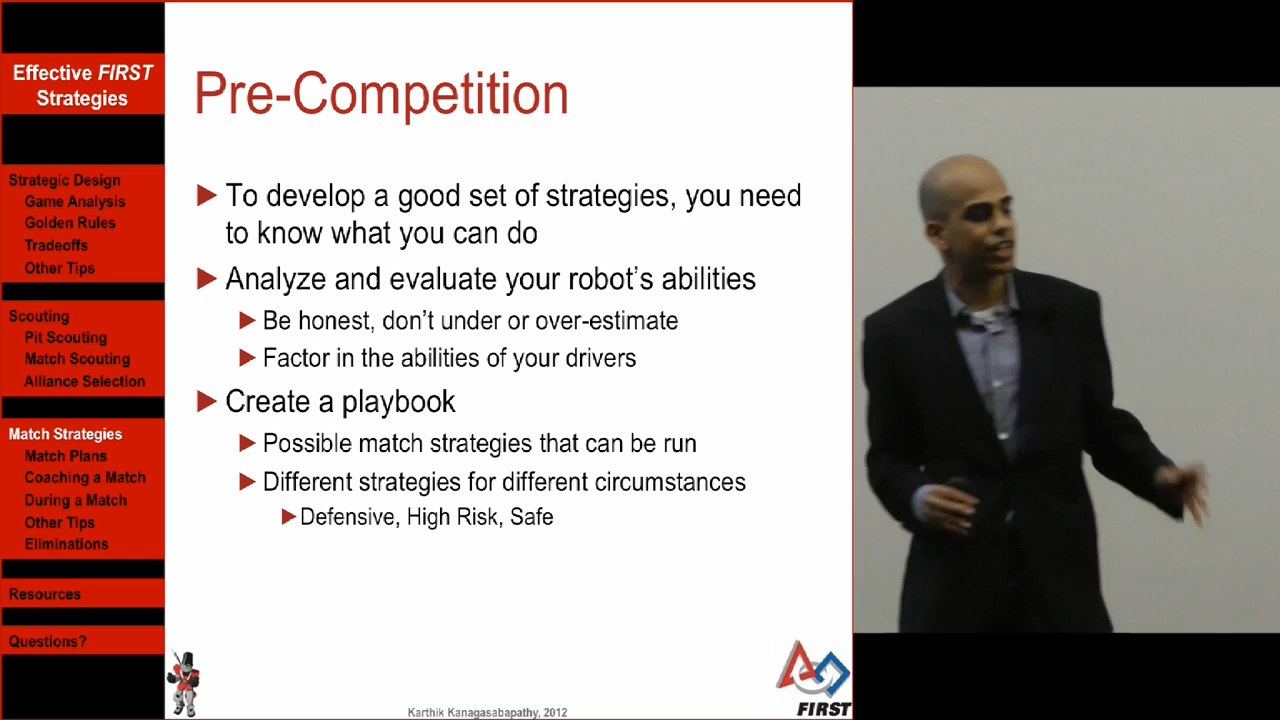 Effective FIRST
Strategies
Strategic Design
Game Analysis
Golden Rules
Tradeoffs
Other Tips
Scouting
Pit Scouting
Match Scouting
Alliance Selection
Match Strategies
Match Plans
Coaching a Match
During a Match
Other Tips
Eliminations
Resources
Questions?
Pre-Competition
To develop a good set of strategies, you need
to know what you can do
Analyze and evaluate your robot’s abilities
Be honest, don’t under or over-estimate
Factor in the abilities of your drivers
Create a playbook
Possible match strategies that can be run
Different strategies for different circumstances
Defensive, High Risk, Safe
Karthik Kanagasabapathy, 2012
FIRST